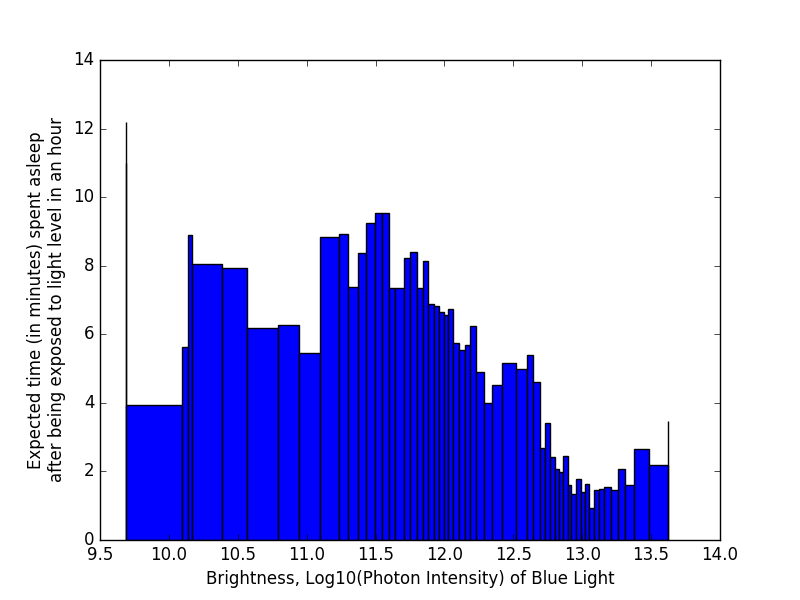 14
12
10
8
6
4
2
0
Expected time (in minutes) spent asleep
after being exposed to light level in an hour
9.5 10.0 10.5 11.0 11.5 12.0 12.5 13.0 13.5 14.0
Brightness, Log10(Photon Intensity) of Blue Light